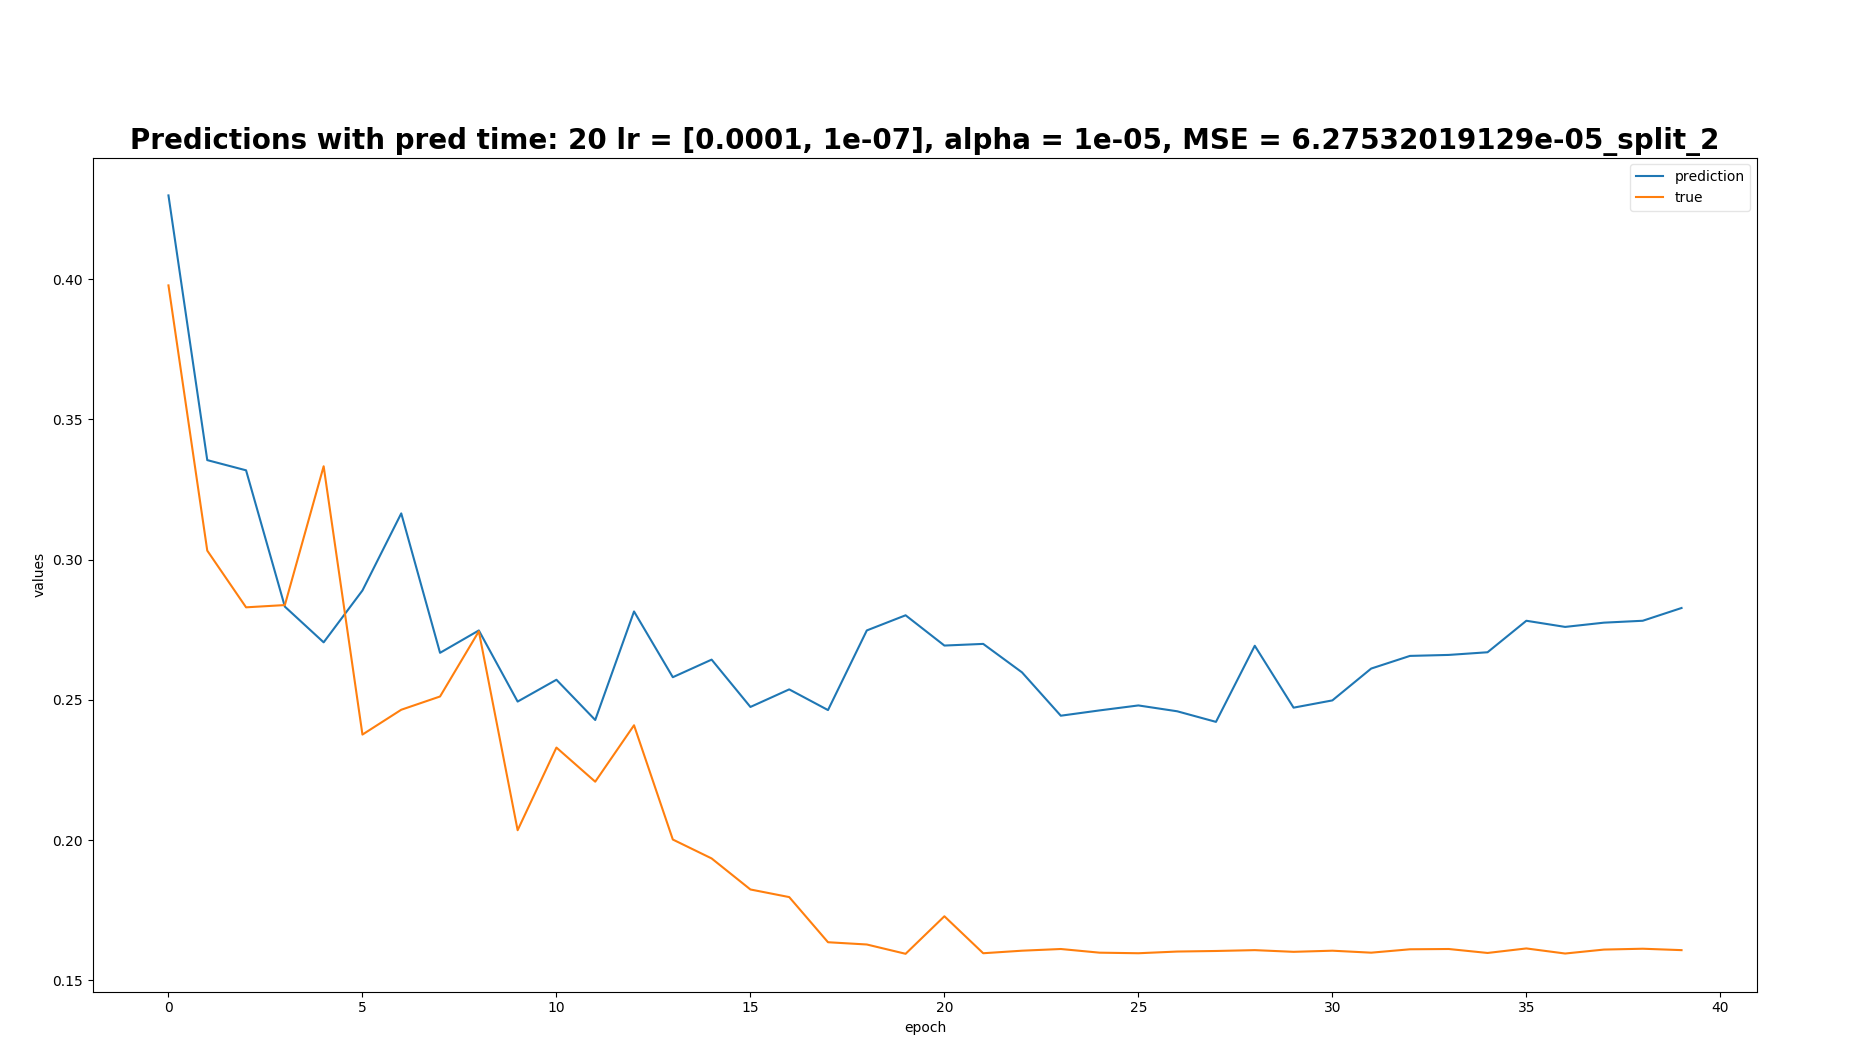 Predictions with pred time: 20 lr = [0.0001, 1e-07], alpha = 1e-05, MSE = 6.27532019129e-05_split_2
prediction
true
0.40
0.35
0.30
0.25
0.20
0.15
values
0 5 10 15 20 25 30 35 40
epoch